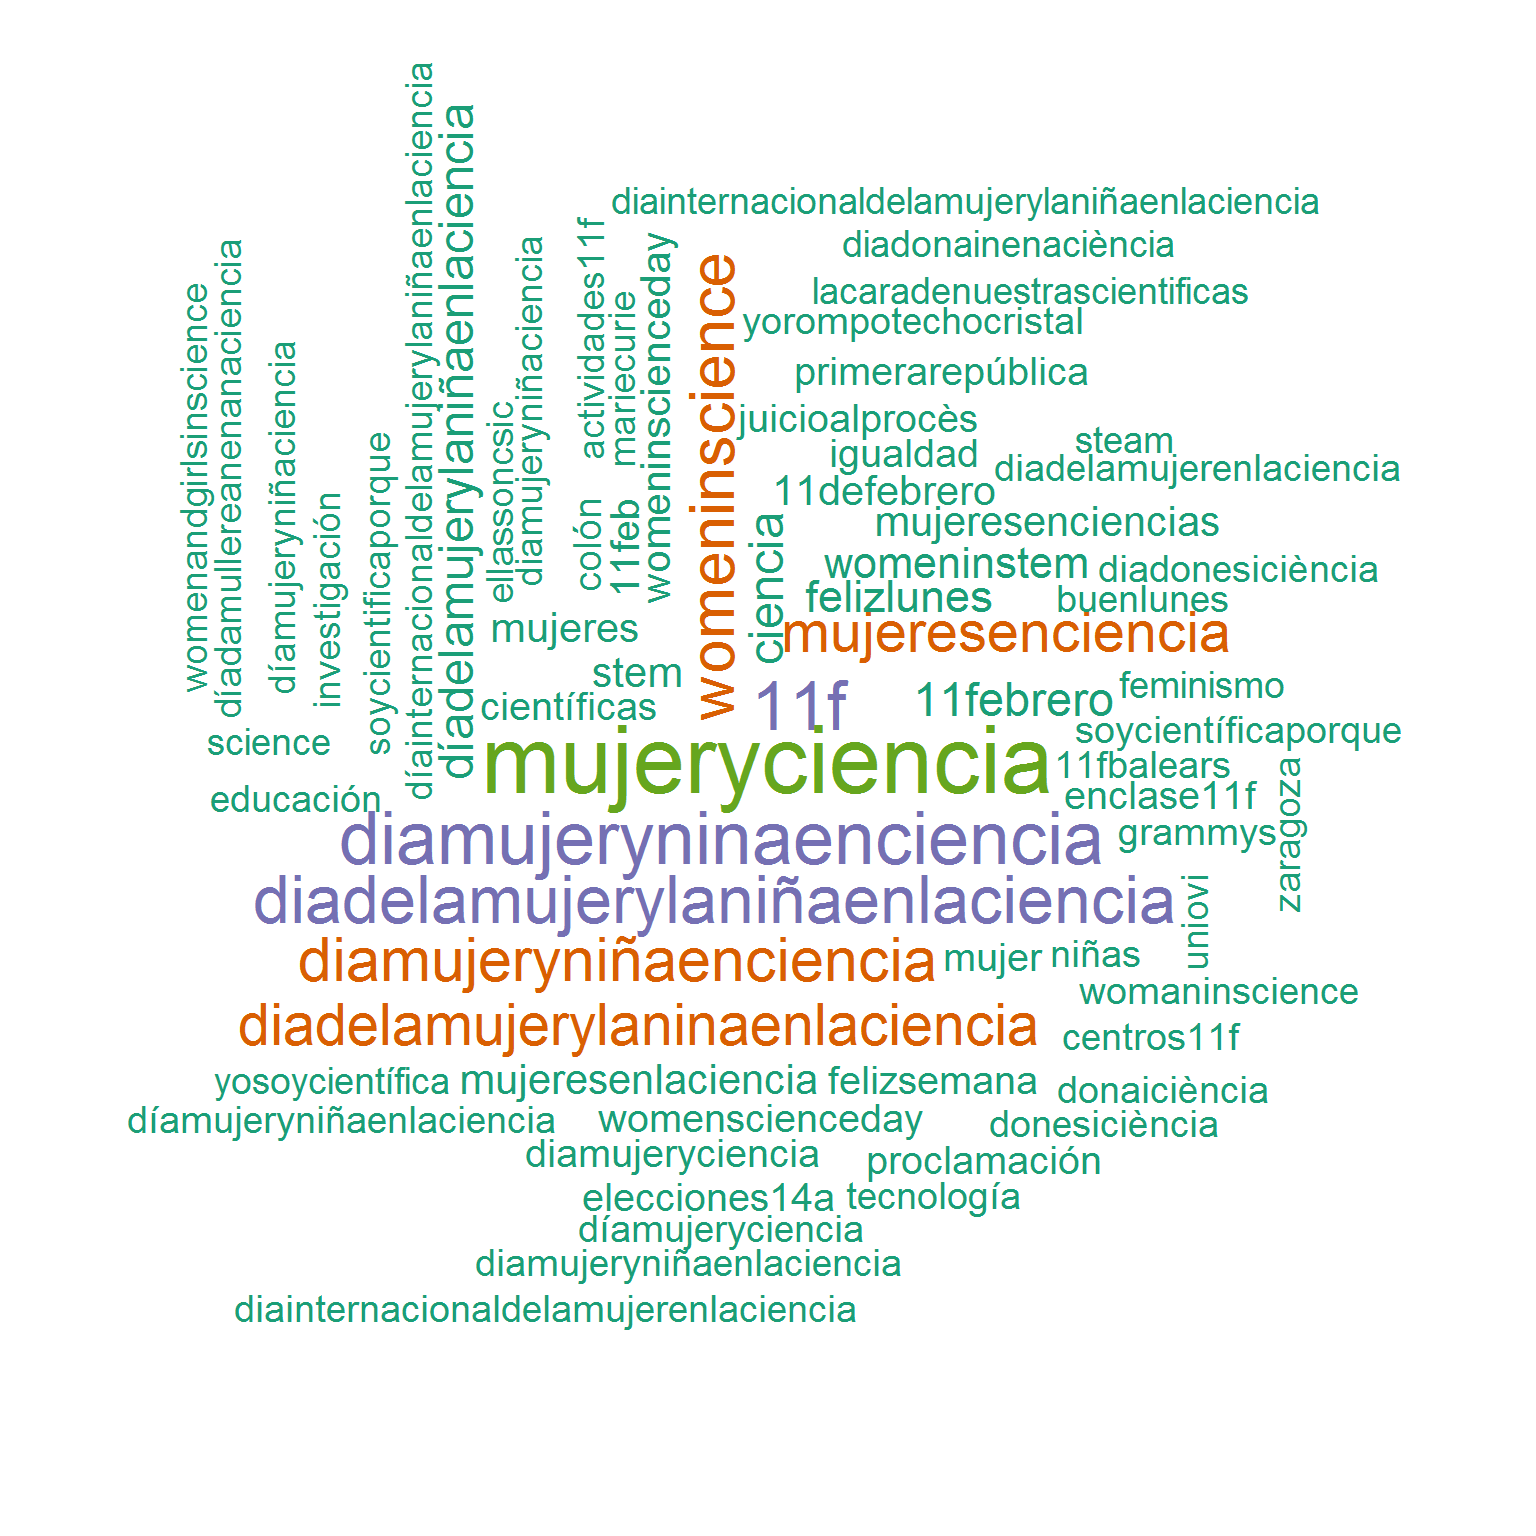 womenandgirlsinscience
díadamullereanenanaciencia
díamujeryniñaciencia
investigación
soycientificaporque
díainternacionaldelamujerylaniñaenlaciencia
díadelamujerylaniñaenlaciencia
ellassoncsic
diamujeryniñaciencia
actividades11f
colón
mariecurie
11feb
womeninscienceday
womeninscience
ciencia
diainternacionaldelamujerylaniñaenlaciencia
diadonainenaciència
lacaradenuestrascientificas
yorompotechocristal
primerarepública
juicioalprocès
igualdad
steam
diadelamujerenlaciencia
11defebrero
mujeresenciencias
womeninstem
diadonesiciència
felizlunes
buenlunes
mujeres
mujeresenciencia
stem
científicas
11f
11febrero
feminismo
science
soycientíficaporque
mujeryciencia
11fbalears
educación
enclase11f
zaragoza
diamujeryninaenciencia
grammys
diadelamujerylaniñaenlaciencia
uniovi
diamujeryniñaenciencia
mujer
niñas
womaninscience
diadelamujerylaninaenlaciencia
centros11f
yosoycientífica
mujeresenlaciencia
felizsemana
donaiciència
díamujeryniñaenlaciencia
womenscienceday
donesiciència
diamujeryciencia
proclamación
elecciones14a
tecnología
díamujeryciencia
diamujeryniñaenlaciencia
diainternacionaldelamujerenlaciencia